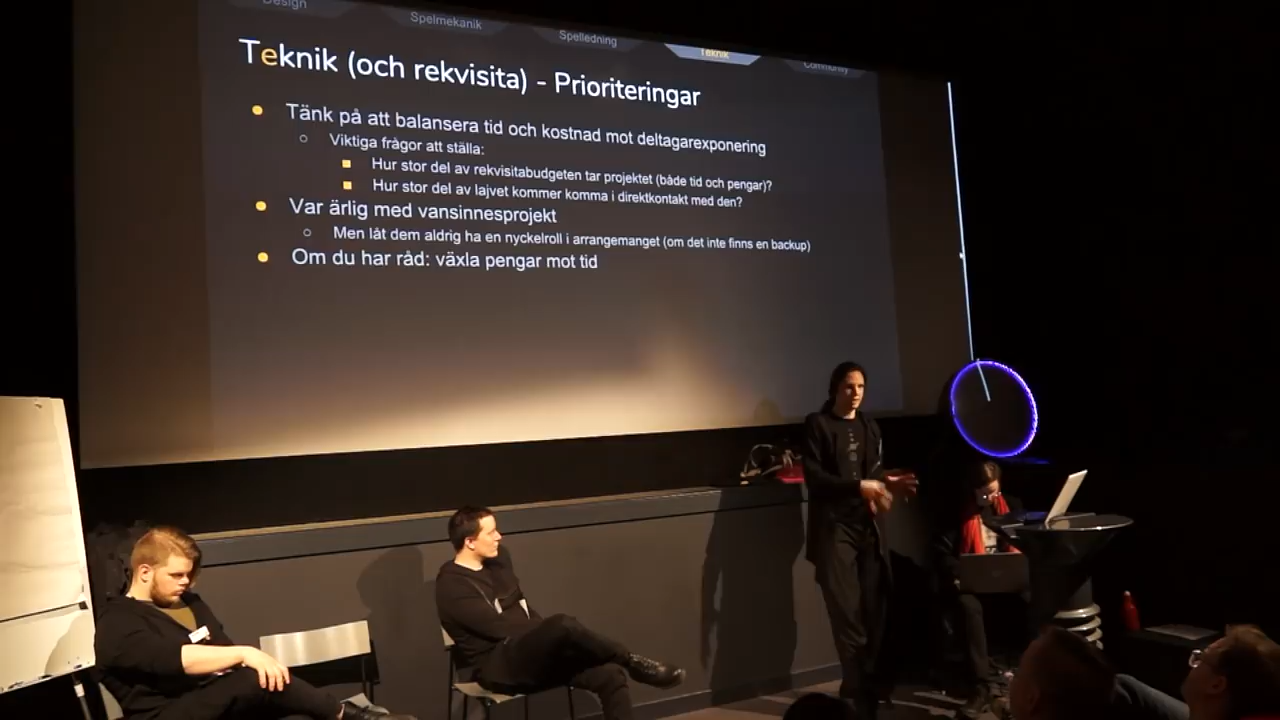 Design
Spelmekanik
Spelledning
Teknik
Community
Teknik (och rekvisita) - Prioriteringar
Tänk på att balansera tid och kostnad mot deltagarexponering
Viktiga frågor att ställa:
Hur stor del av rekvisitabudgeten tar projektet (både tid och pengar)?
Hur stor del av lajvet kommer komma i direktkontakt med den?
Var ärlig med vansinnesprojekt
Men låt dem aldrig ha en nyckelroll i arrangemanget (om det inte finns en backup)
Om du har råd: växla pengar mot tid